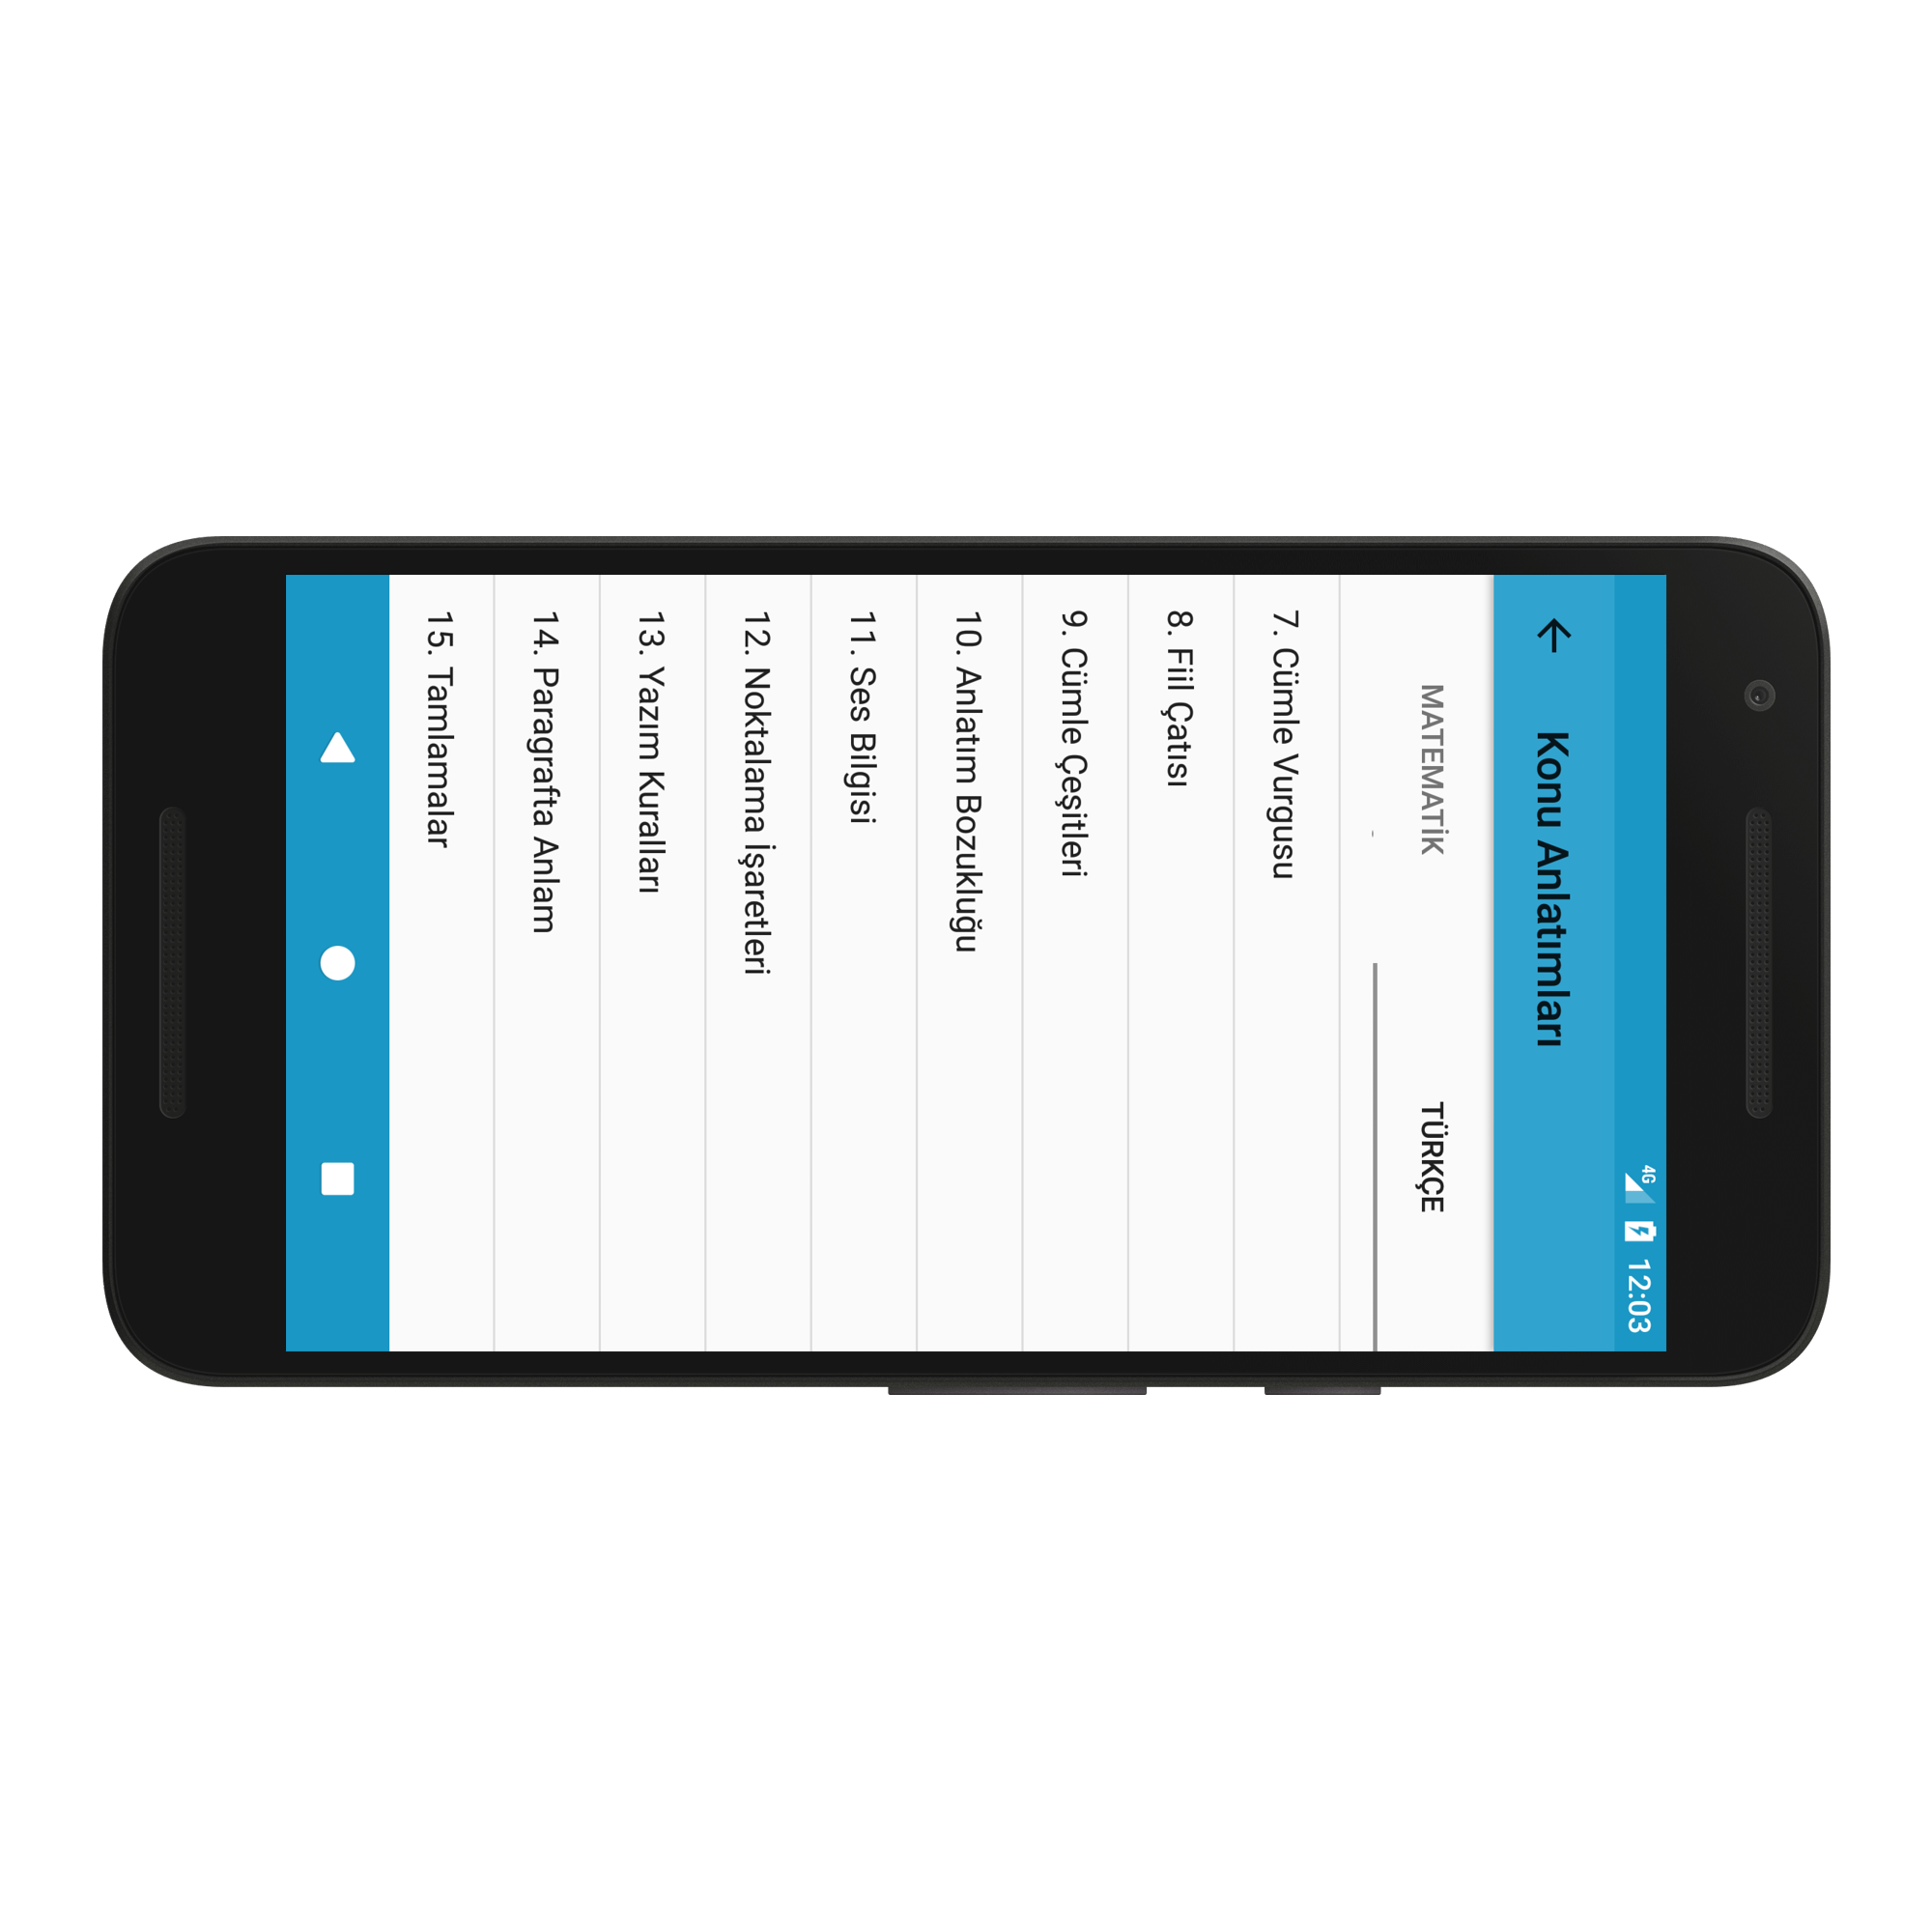 4G 12:03
Konu Anlatımları
MATEMATİK TÜRKÇE
7. Cümle Vurgusu
8. Fiil Çatısı
9. Cümle Çeşitleri
10. Anlatım Bozukluğu
11. Ses Bilgisi
12. Noktalama İşaretleri
13. Yazım Kuralları
14. Paragrafta Anlam
15. Tamlamalar